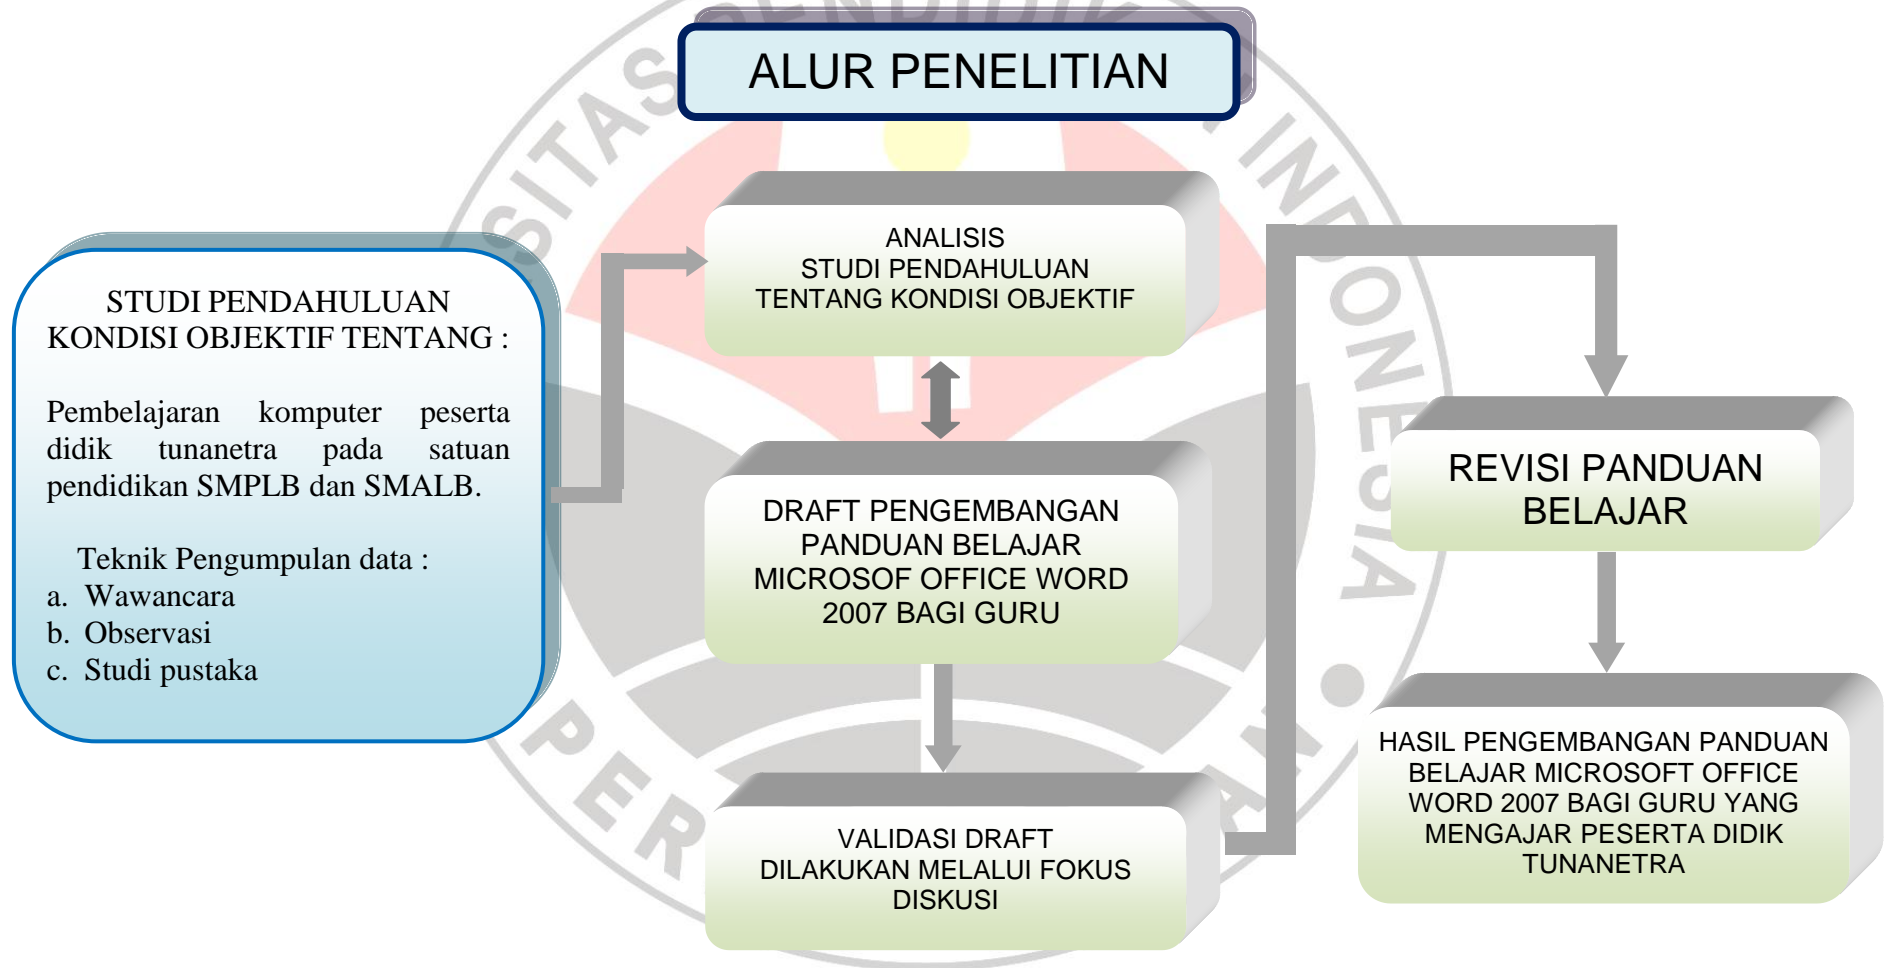 ALUR PENELITIAN
STUDI PENDAHULUAN
KONDISI OBJEKTIF TENTANG :
Pembelajaran komputer peserta
didik tunanetra pada satuan
pendidikan SMPLB dan SMALB.
Teknik Pengumpulan data :
a. Wawancara
b. Observasi
c. Studi pustaka
ANALISIS
STUDI PENDAHULUAN
TENTANG KONDISI OBJEKTIF
DRAFT PENGEMBANGAN
PANDUAN BELAJAR
MICROSOF OFFICE WORD
2007 BAGI GURU
VALIDASI DRAFT
DILAKUKAN MELALUI FOKUS
DISKUSI
REVISI PANDUAN
BELAJAR
HASIL PENGEMBANGAN PANDUAN
BELAJAR MICROSOFT OFFICE
WORD 2007 BAGI GURU YANG
MENGAJAR PESERTA DIDIK
TUNANETRA
INDONESIA